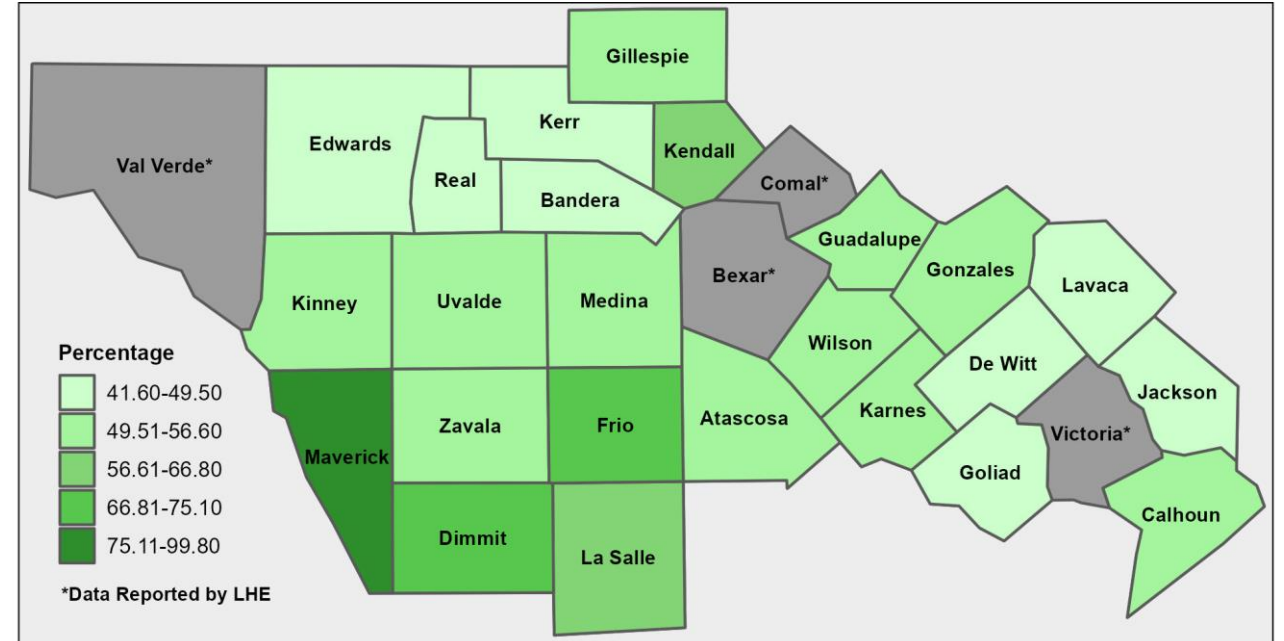 Gillespie
Edwards
Kerr
Val Verde*
Real
Kendall
Comal*
Bandera
Guadalupe
Bexar*
Gonzales
Lavaca
Kinney
Uvalde
Medina
Wilson
De Witt
Jackson
Zavala
Frio
Atascosa
Karnes
Maverick
Victoria*
Goliad
Calhoun
Dimmit
La Salle
Percentage
41.60-49.50
49.51-56.60
56.61-66.80
66.81-75.10
75.11-99.80
*Data Reported by LHE